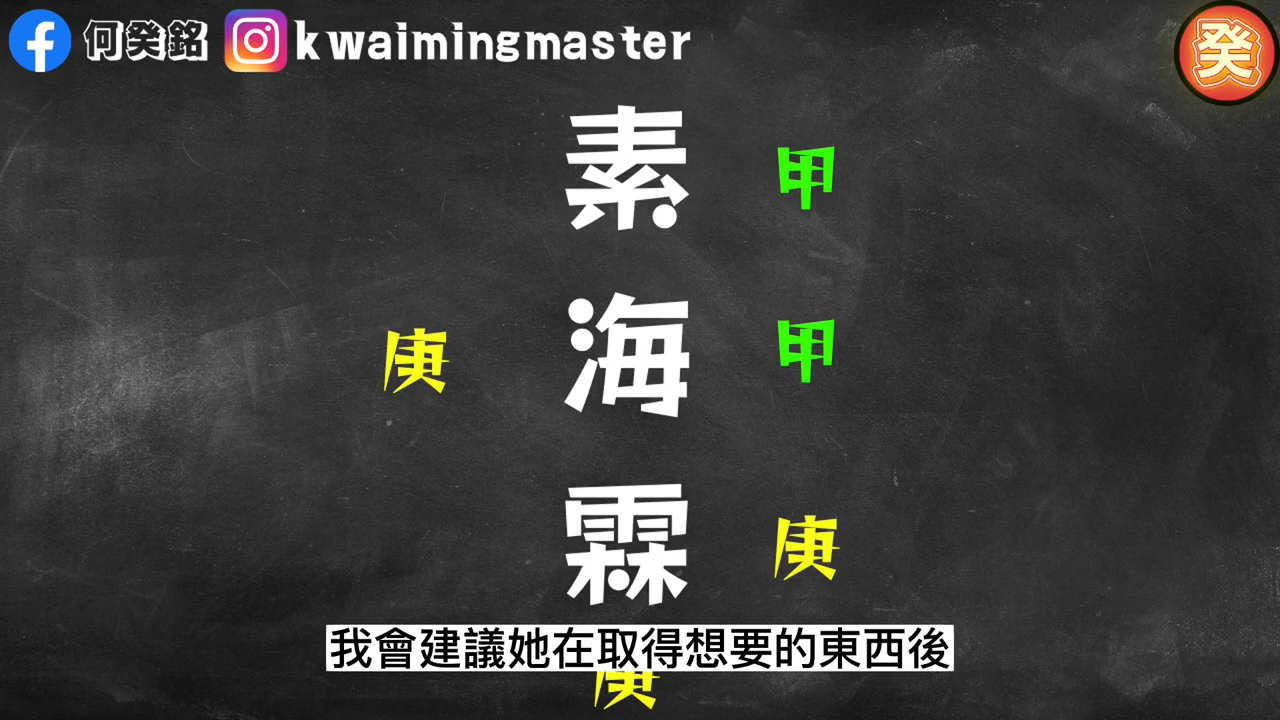 何癸銘 kwaimingmaster
癸
素 甲
庚 海 甲
霖 庚
我會建議她在取得想要的東西後
庚